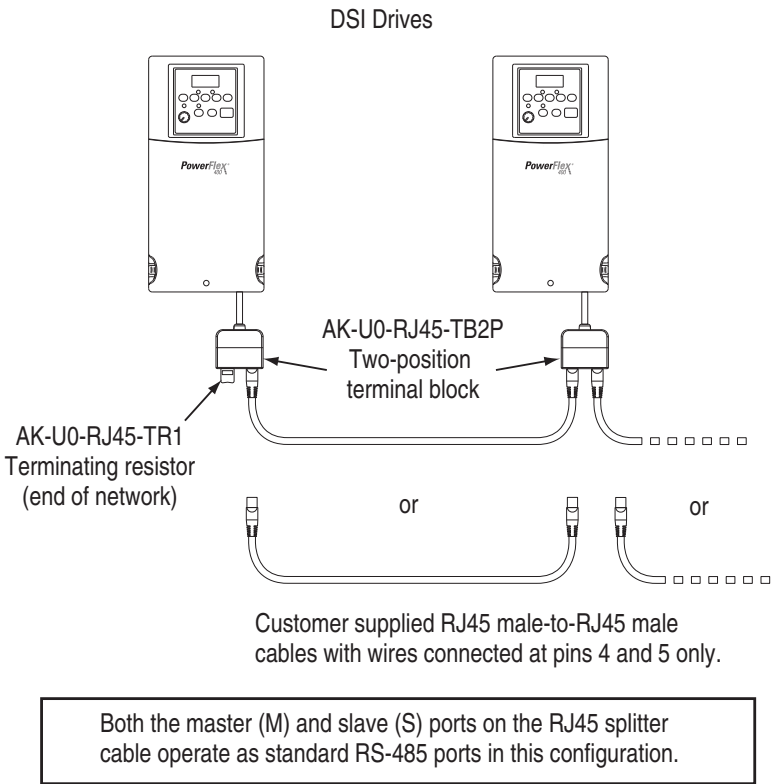 DSI Drives
PowerFlex
400
PowerFlex
400
AK-U0-RJ45-TB2P
Two-position
terminal block
AK-U0-RJ45-TR1
Terminating resistor
(end of network)
or
or
Customer supplied RJ45 male-to-RJ45 male
cables with wires connected at pins 4 and 5 only.
Both the master (M) and slave (S) ports on the RJ45 splitter
cable operate as standard RS-485 ports in this configuration.